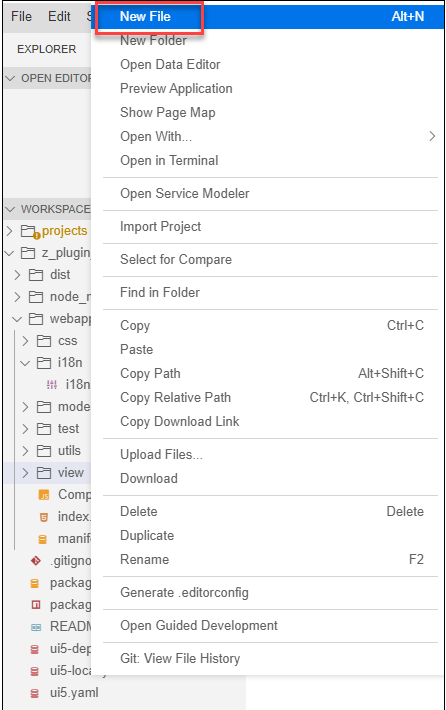 File Edit S
EXPLORER
OPEN EDITOR
WORKSPACE
projects
z_plugin
dist
node_r
webapp
css
i18n
i18n
mode
test
utils
view
Comp
index.
manif
.gitigno
packag
packag
READM
ui5-dep
ui5-loca
ui5.yaml
New File Alt+N
New Folder
Open Data Editor
Preview Application
Show Page Map
Open With...
Open in Terminal
Open Service Modeler
Import Project
Select for Compare
Find in Folder
Copy Ctrl+C
Paste
Copy Path Alt+Shift+C
Copy Relative Path Ctrl+K, Ctrl+Shift+C
Copy Download Link
Upload Files...
Download
Delete Delete
Duplicate
Rename F2
Generate .editorconfig
Open Guided Development
Git: View File History